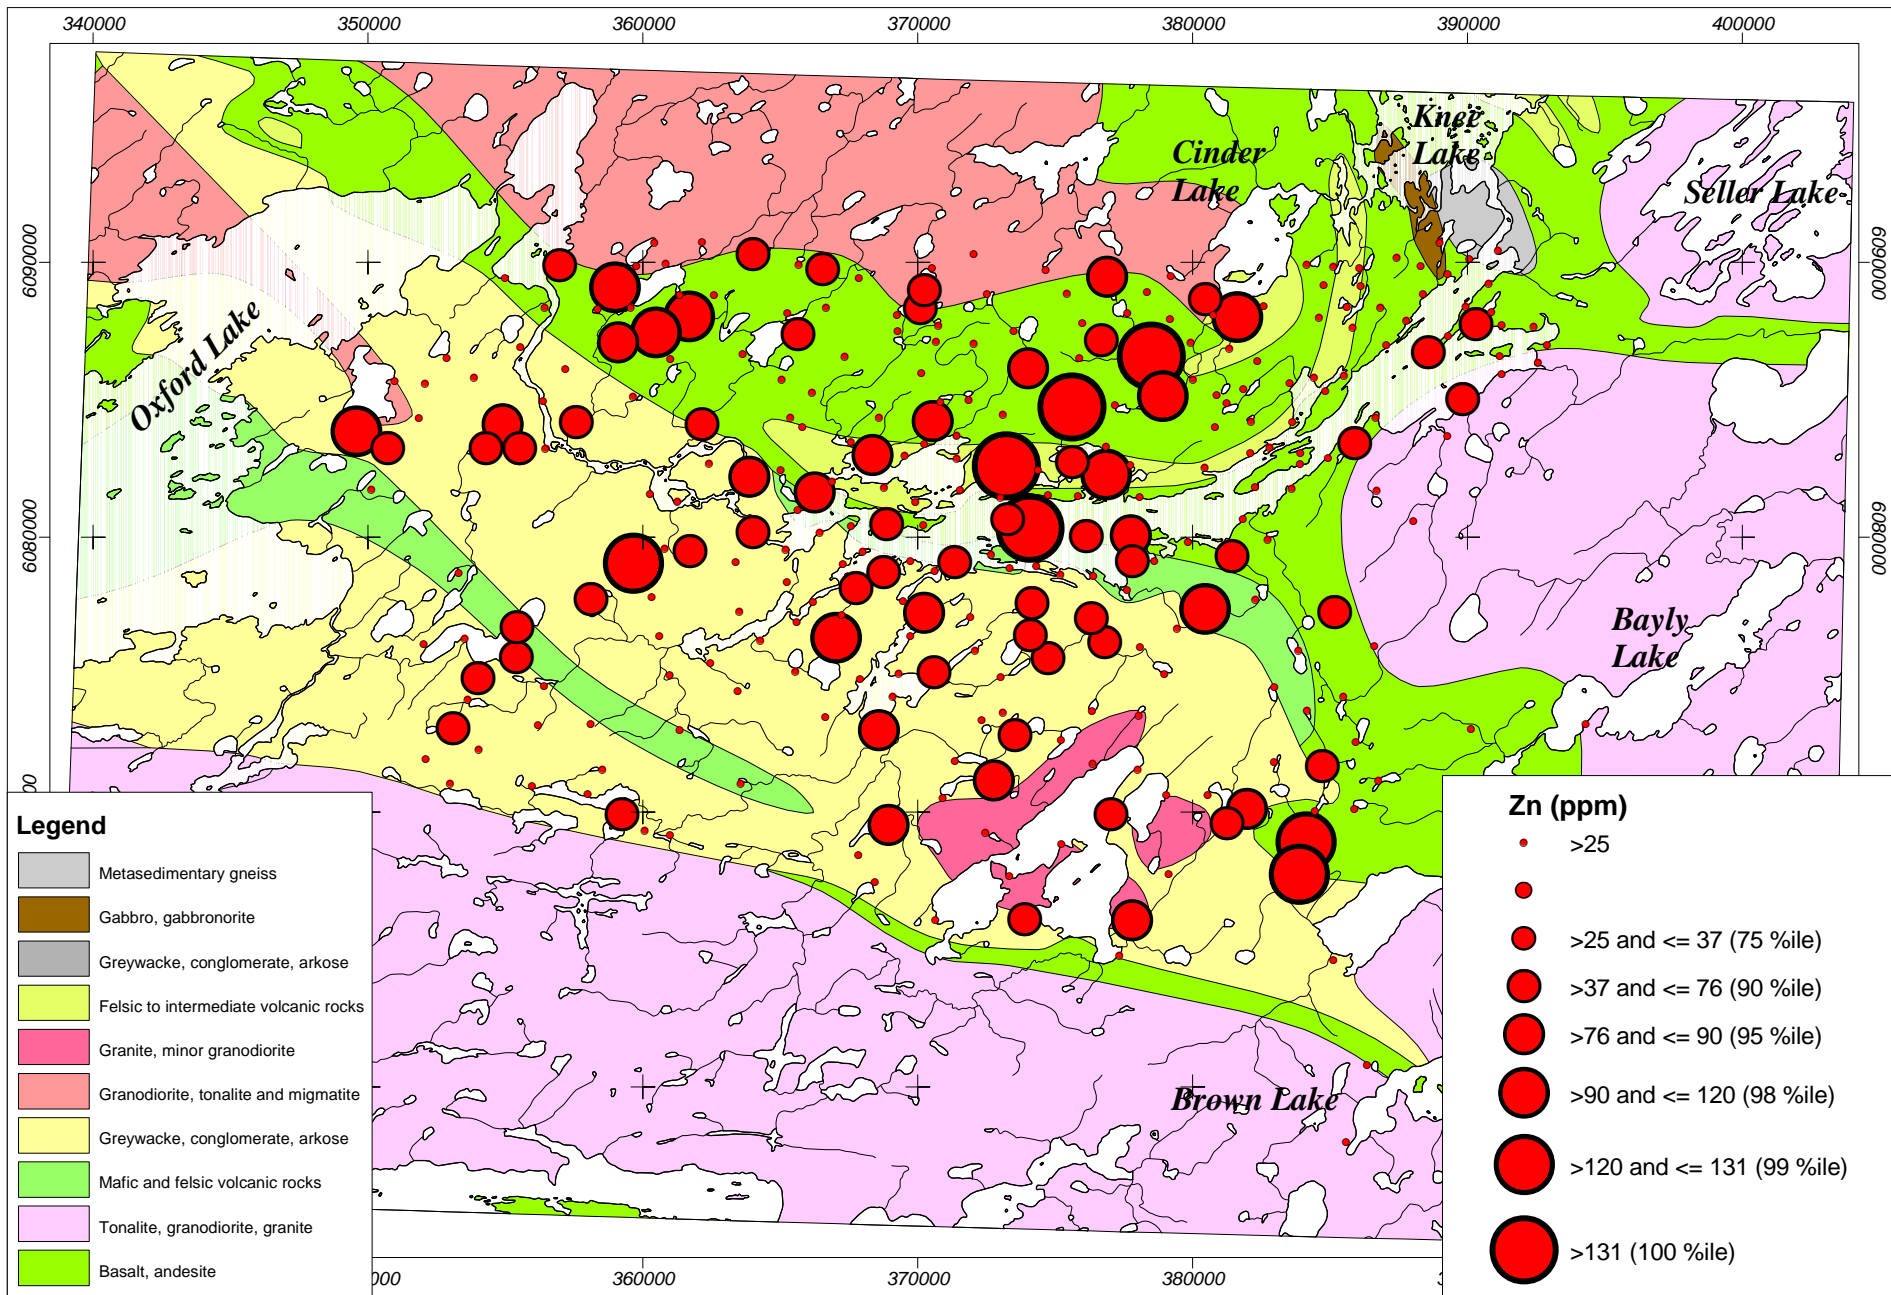 340000 350000 360000 370000 380000 390000 400000
Knee
Lake
Cinder
Lake
Seller Lake
6090000
6090000
Oxford Lake
6080000
6080000
Bayly
Lake
Brown Lake
Legend
Metasedimentary gneiss
Gabbro, gabbronorite
Greywacke, conglomerate, arkose
Felsic to intermediate volcanic rocks
Granite, minor granodiorite
Granodiorite, tonalite and migmatite
Greywacke, conglomerate, arkose
Mafic and felsic volcanic rocks
Tonalite, granodiorite, granite
Basalt, andesite
Zn (ppm)
>25
>25 and <= 37 (75 %ile)
>37 and <= 76 (90 %ile)
>76 and <= 90 (95 %ile)
>90 and <= 120 (98 %ile)
>120 and <= 131 (99 %ile)
>131 (100 %ile)
360000 370000 380000